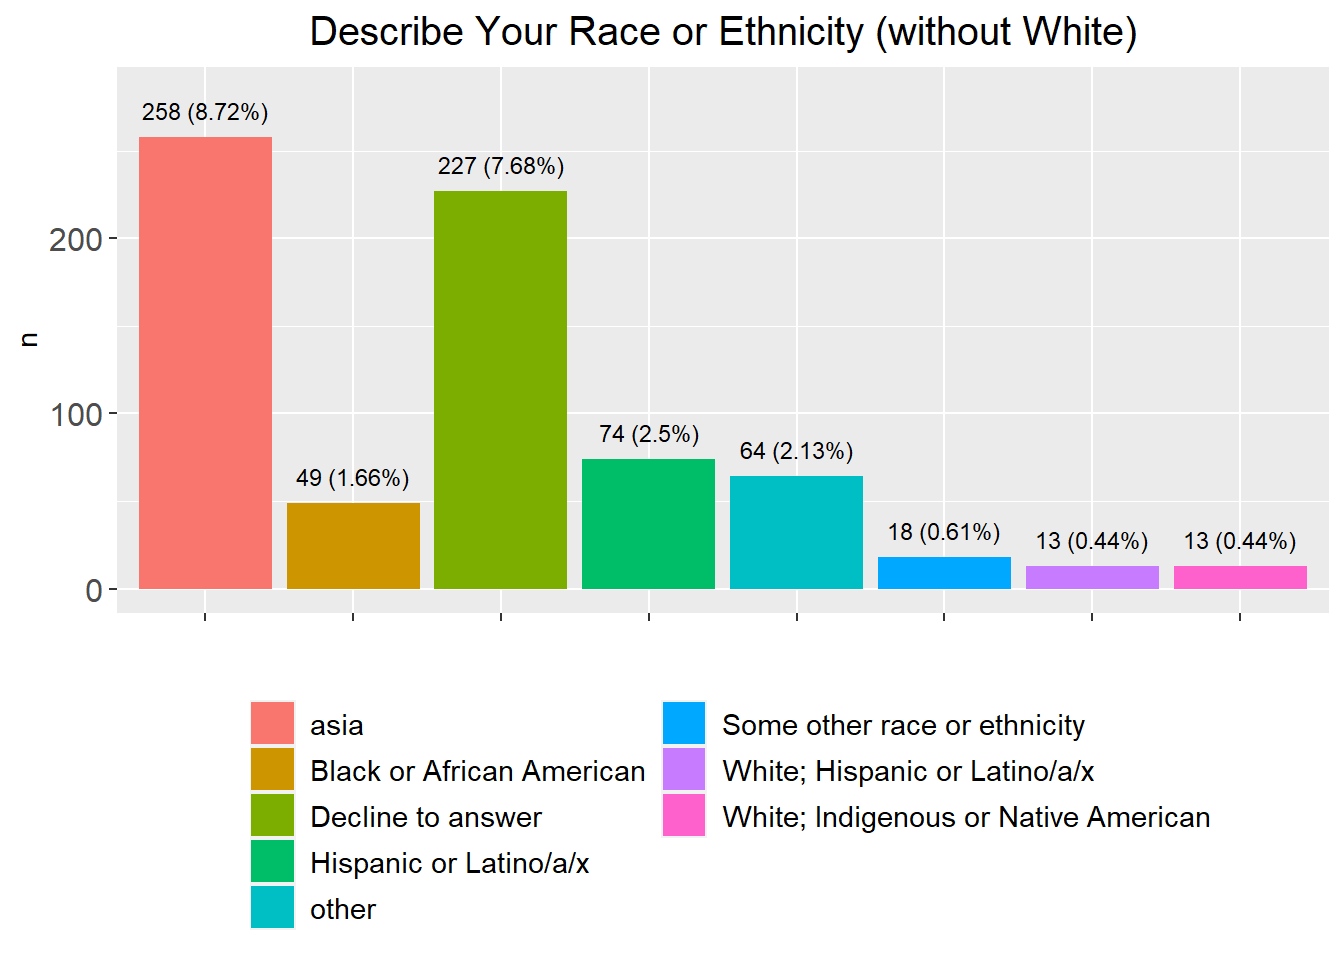 Describe Your Race or Ethnicity (without White)
258 (8.72%)
227 (7.68%)
200
n
74 (2.5%)
100
64 (2.13%)
49 (1.66%)
18 (0.61%)
13 (0.44%)
13 (0.44%)
0
asia
Black or African American
Decline to answer
Hispanic or Latino/a/x
other
Some other race or ethnicity
White; Hispanic or Latino/a/x
White; Indigenous or Native American